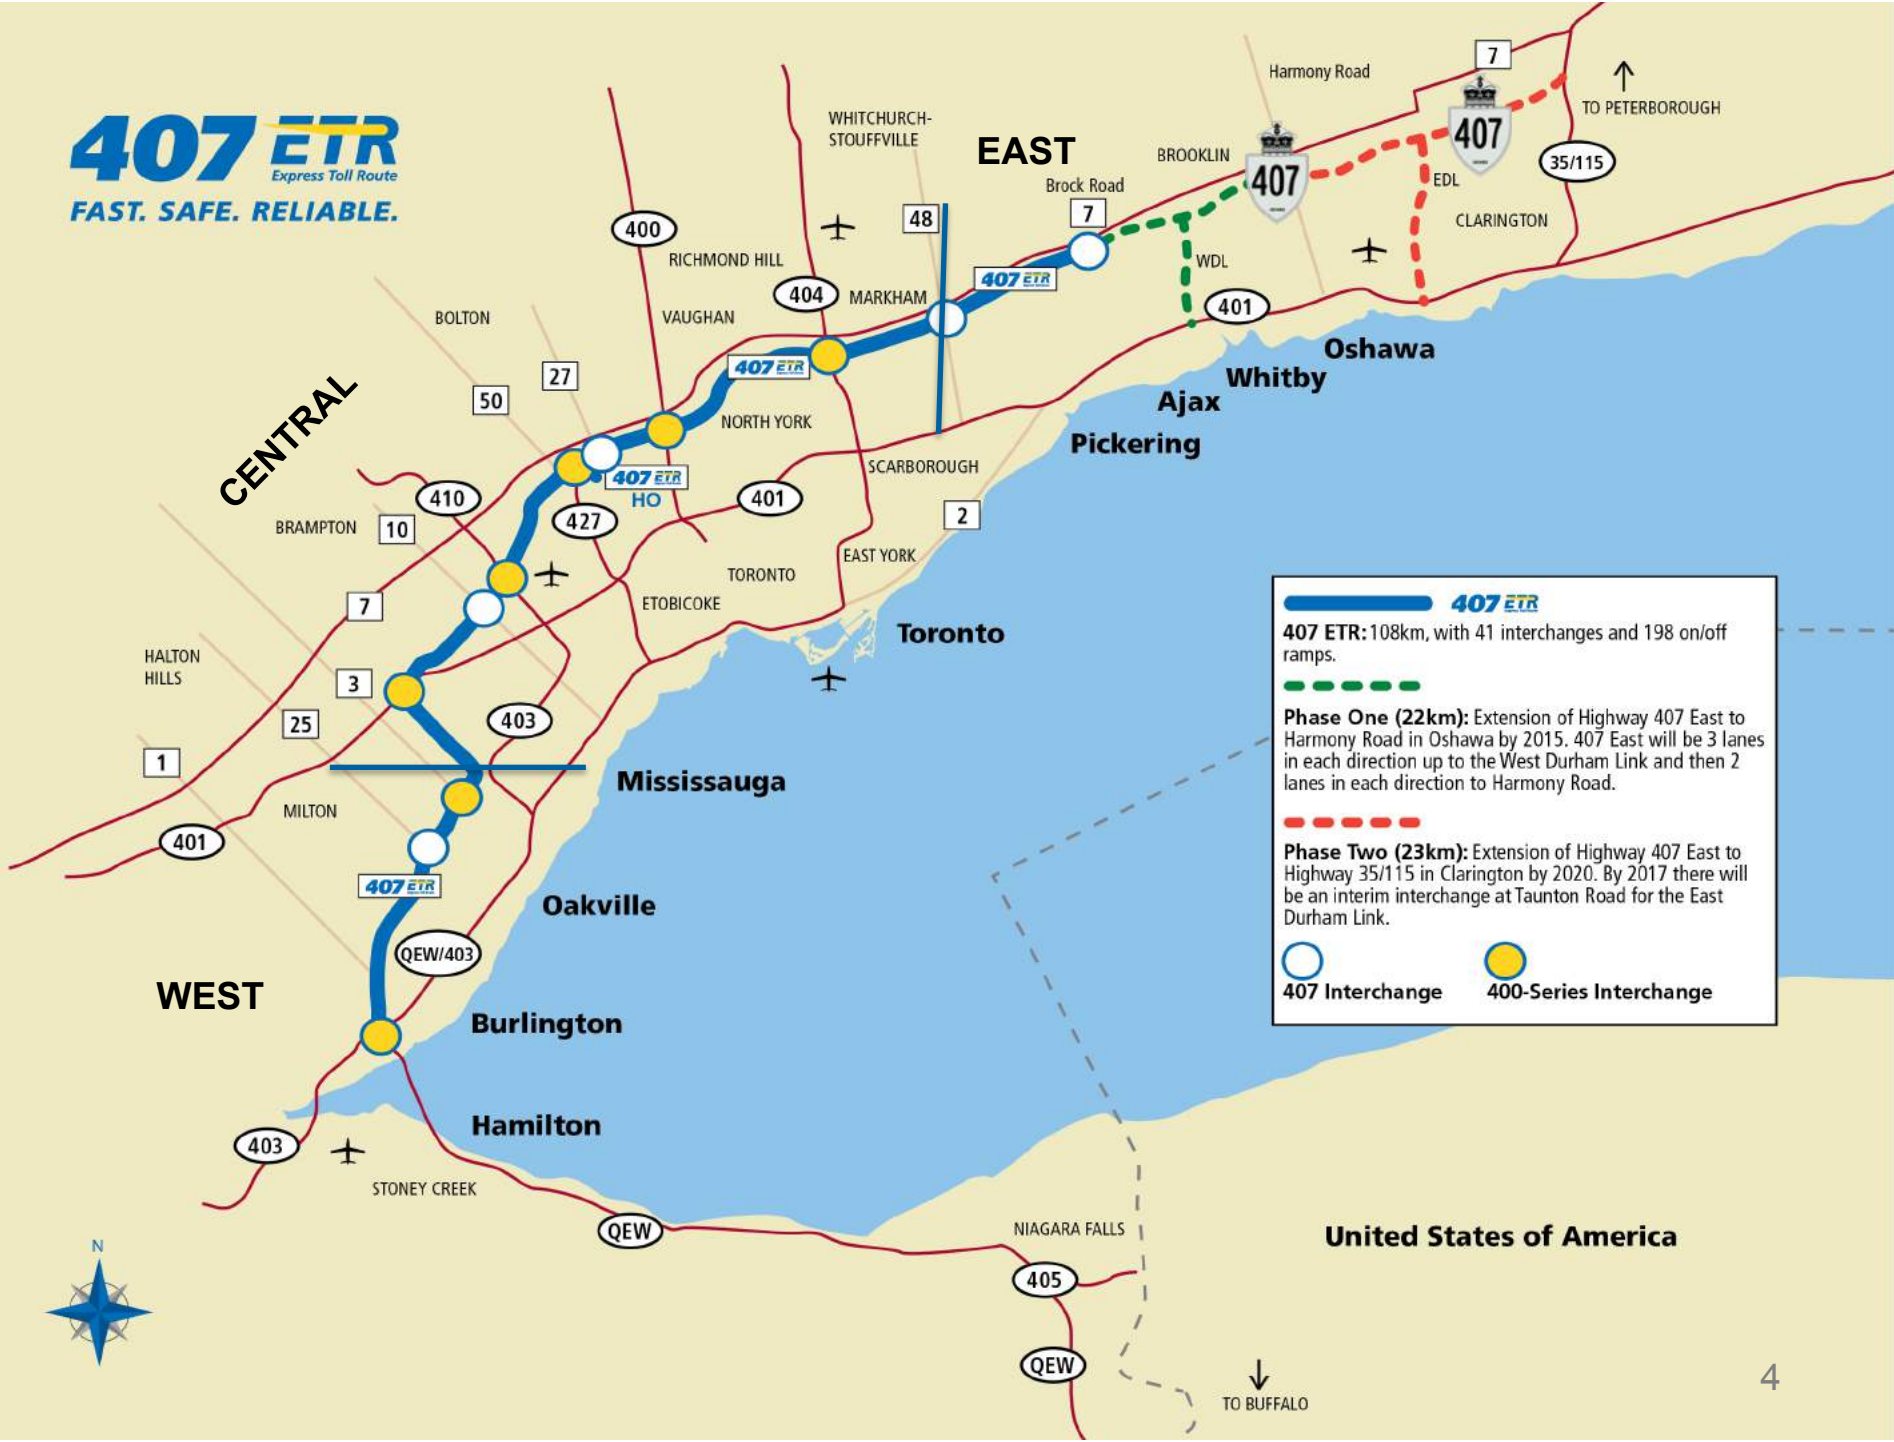 407 ETR
Express Toll Route
FAST. SAFE. RELIABLE.
7
Harmony Road
TO PETERBOROUGH
WHITCHURCH-
STOUFFVILLE
EAST
BROOKLIN
407
407
35/115
Brock Road
EDL
48
7
CLARINGTON
400
RICHMOND HILL
WDL
407 ETR
404
MARKHAM
401
BOLTON
VAUGHAN
Oshawa
407 ETR
Whitby
27
50
Ajax
CENTRAL
NORTH YORK
Pickering
SCARBOROUGH
407 ETR
HO
410
401
427
2
BRAMPTON
10
EAST YORK
TORONTO
7
ETOBICOKE
Toronto
HALTON
HILLS
3
25
403
1
Mississauga
MILTON
401
407 ETR
Oakville
QEW/403
WEST
Burlington
Hamilton
403
STONEY CREEK
QEW
NIAGARA FALLS
405
QEW
United States of America
TO BUFFALO
N
407 ETR
407 ETR: 108km, with 41 interchanges and 198 on/off
ramps.
Phase One (22km): Extension of Highway 407 East to
Harmony Road in Oshawa by 2015. 407 East will be 3 lanes
in each direction up to the West Durham Link and then 2
lanes in each direction to Harmony Road.
Phase Two (23km): Extension of Highway 407 East to
Highway 35/115 in Clarington by 2020. By 2017 there will
be an interim interchange at Taunton Road for the East
Durham Link.
407 Interchange
400-Series Interchange
4